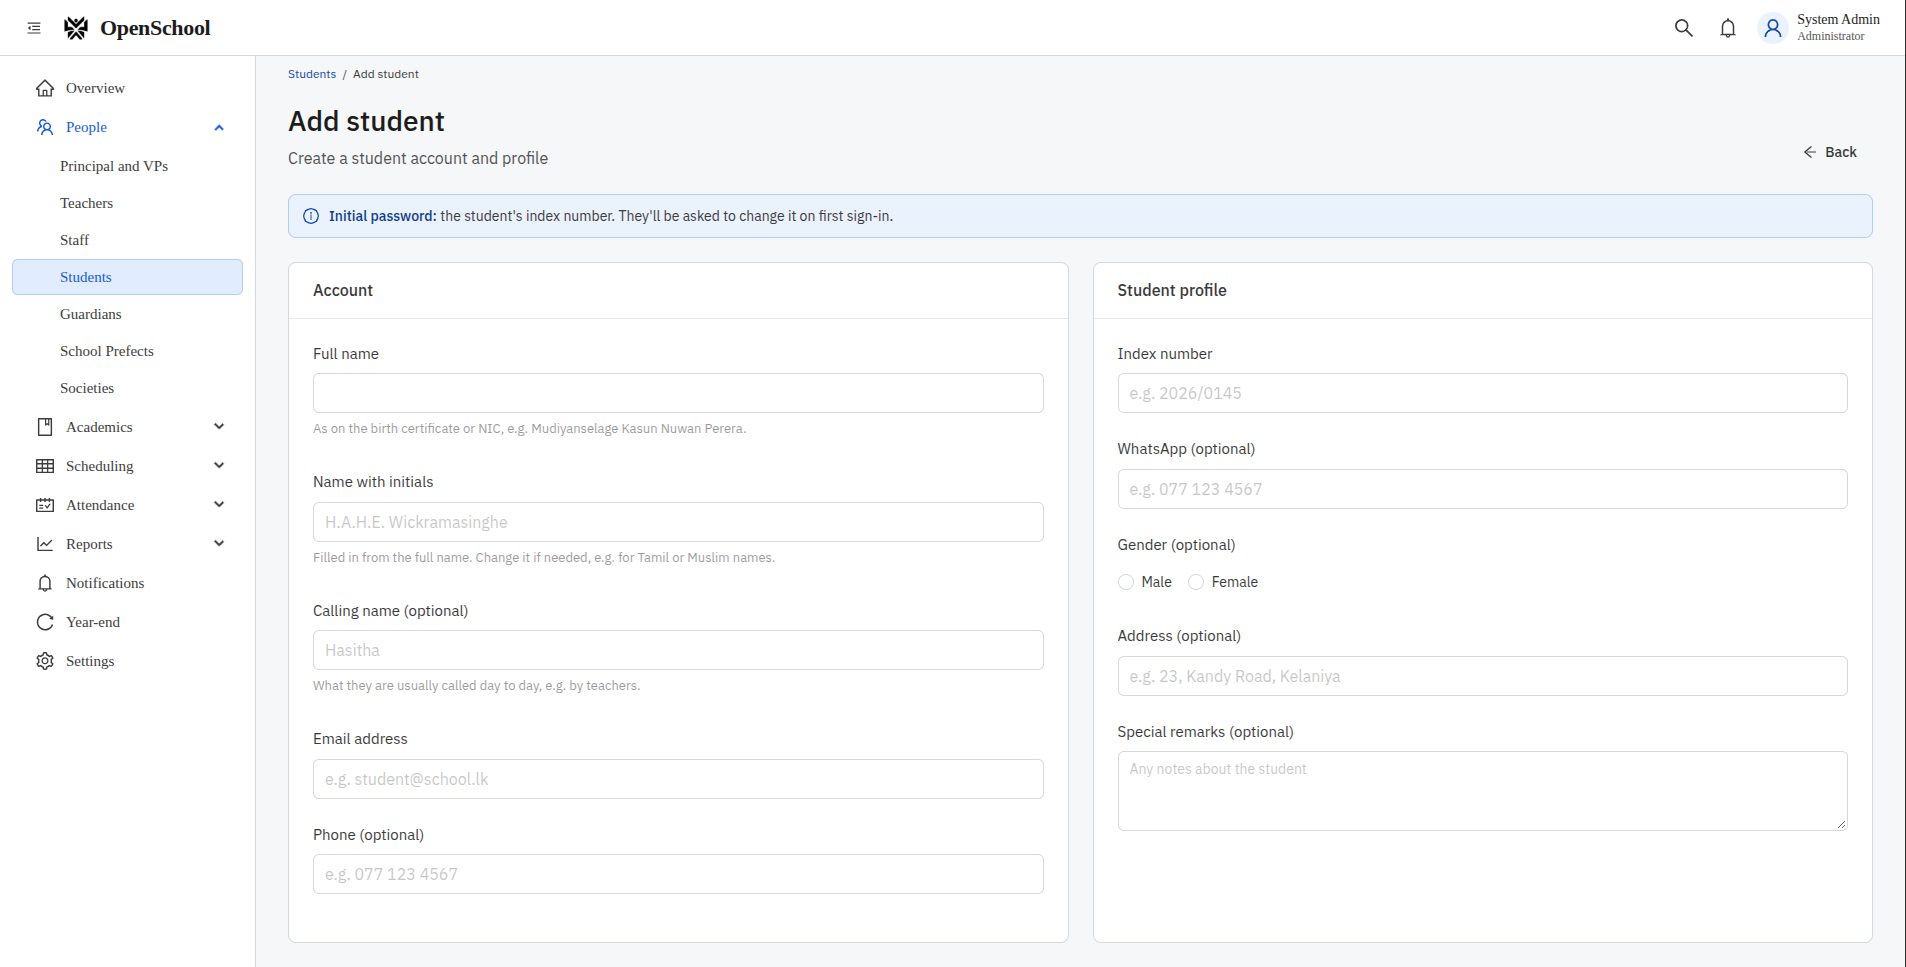 OpenSchool
System Admin
Administrator
Overview
People
Principal and VPs
Teachers
Staff
Students
Guardians
School Prefects
Societies
Academics
Scheduling
Attendance
Reports
Notifications
Year-end
Settings
Students / Add student
Add student
Create a student account and profile
Back
Initial password: the student's index number. They'll be asked to change it on first sign-in.
Account
Full name
As on the birth certificate or NIC, e.g. Mudiyanselage Kasun Nuwan Perera.
Name with initials
H.A.H.E. Wickramasinghe
Filled in from the full name. Change it if needed, e.g. for Tamil or Muslim names.
Calling name (optional)
Hasitha
What they are usually called day to day, e.g. by teachers.
Email address
e.g. student@school.lk
Phone (optional)
e.g. 077 123 4567
Student profile
Index number
e.g. 2026/0145
WhatsApp (optional)
e.g. 077 123 4567
Gender (optional)
Male Female
Address (optional)
e.g. 23, Kandy Road, Kelaniya
Special remarks (optional)
Any notes about the student